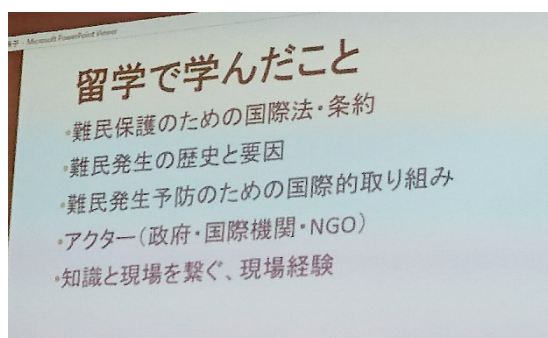 Microsoft PowerPoint Viewer
留学で学んだこと
•難民保護のための国際法・条約
•難民発生の歴史と要因
•難民発生予防のための国際的取り組み
•アクター(政府・国際機関・NGO)
•知識と現場を繋ぐ、現場経験